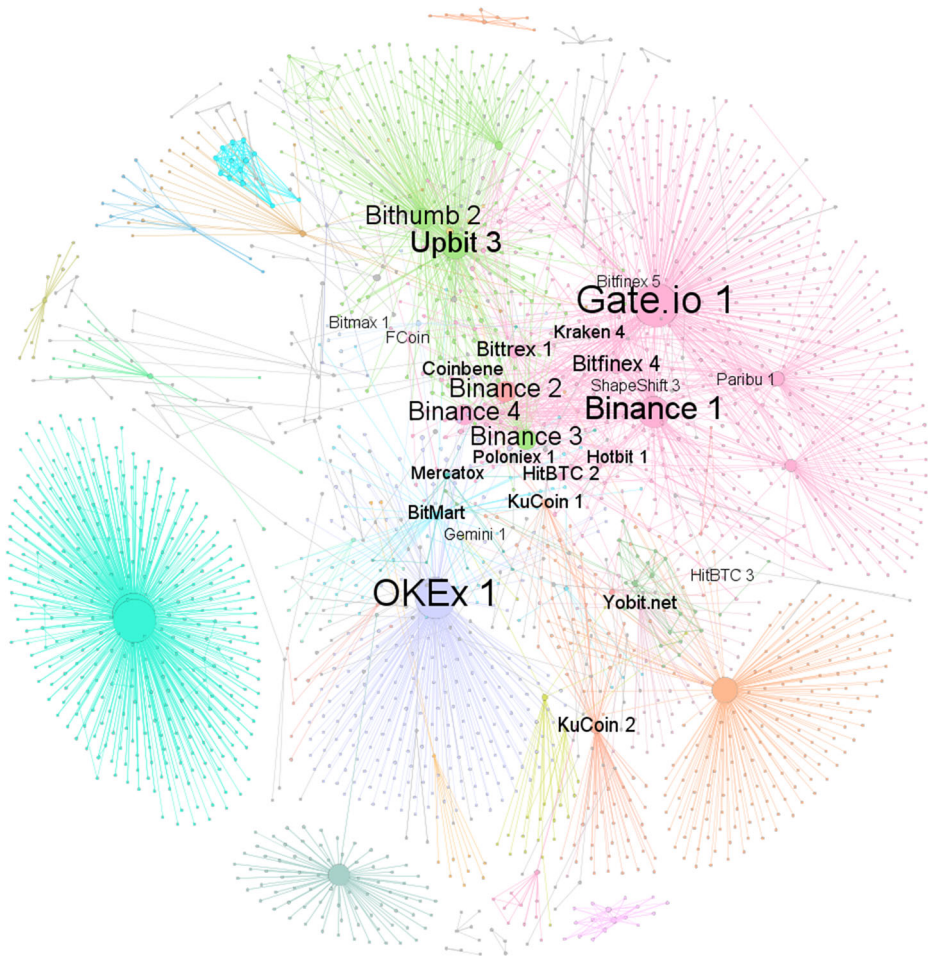 Bithumb 2
Upbit 3
Bitfinex 5
Gate.io 1
Bitmax 1
Kraken 4
FCoin
Bittrex 1
Bitfinex 4
Coinbene
Paribu 1
Binance 2
ShapeShift 3
Binance 4
Binance 1
Binance 3
Poloniex 1
Hotbit 1
Mercatox
HitBTC 2
KuCoin 1
BitMart
Gemini 1
HitBTC 3
OKEx 1
Yobit.net
KuCoin 2